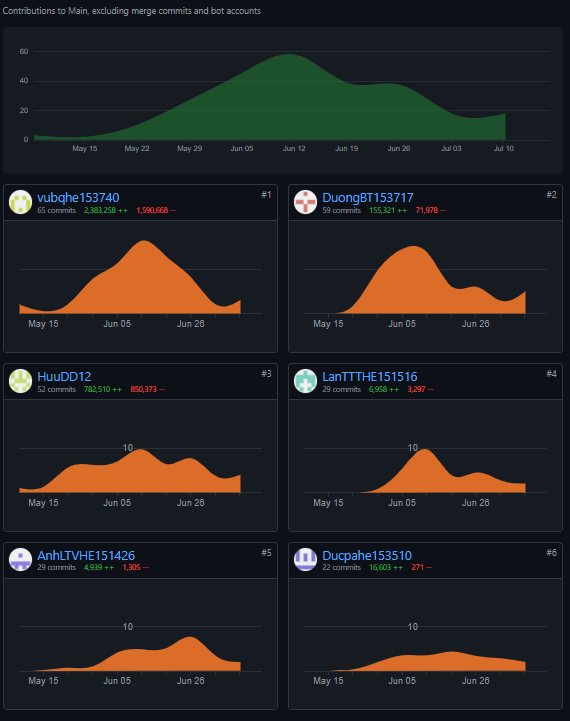 Contributions to Main, excluding merge commits and bot accounts
60
40
20
0
May 15 May 22 May 29 Jun 05 Jun 12 Jun 19 Jun 26 Jul 03 Jul 10
vubqhe153740 #1
65 commits 2,383,258 ++ 1,590,668 --
May 15 Jun 05 Jun 26
DuongBT153717 #2
59 commits 155,321 ++ 71,978 --
May 15 Jun 05 Jun 26
HuuDD12 #3
52 commits 782,510 ++ 850,373 --
10
May 15 Jun 05 Jun 26
LanTTTHE151516 #4
29 commits 6,958 ++ 3,297 --
10
May 15 Jun 05 Jun 26
AnhLTVHE151426 #5
29 commits 4,939 ++ 1,305 --
10
May 15 Jun 05 Jun 26
Ducpahe153510 #6
22 commits 16,603 ++ 271 --
10
May 15 Jun 05 Jun 26